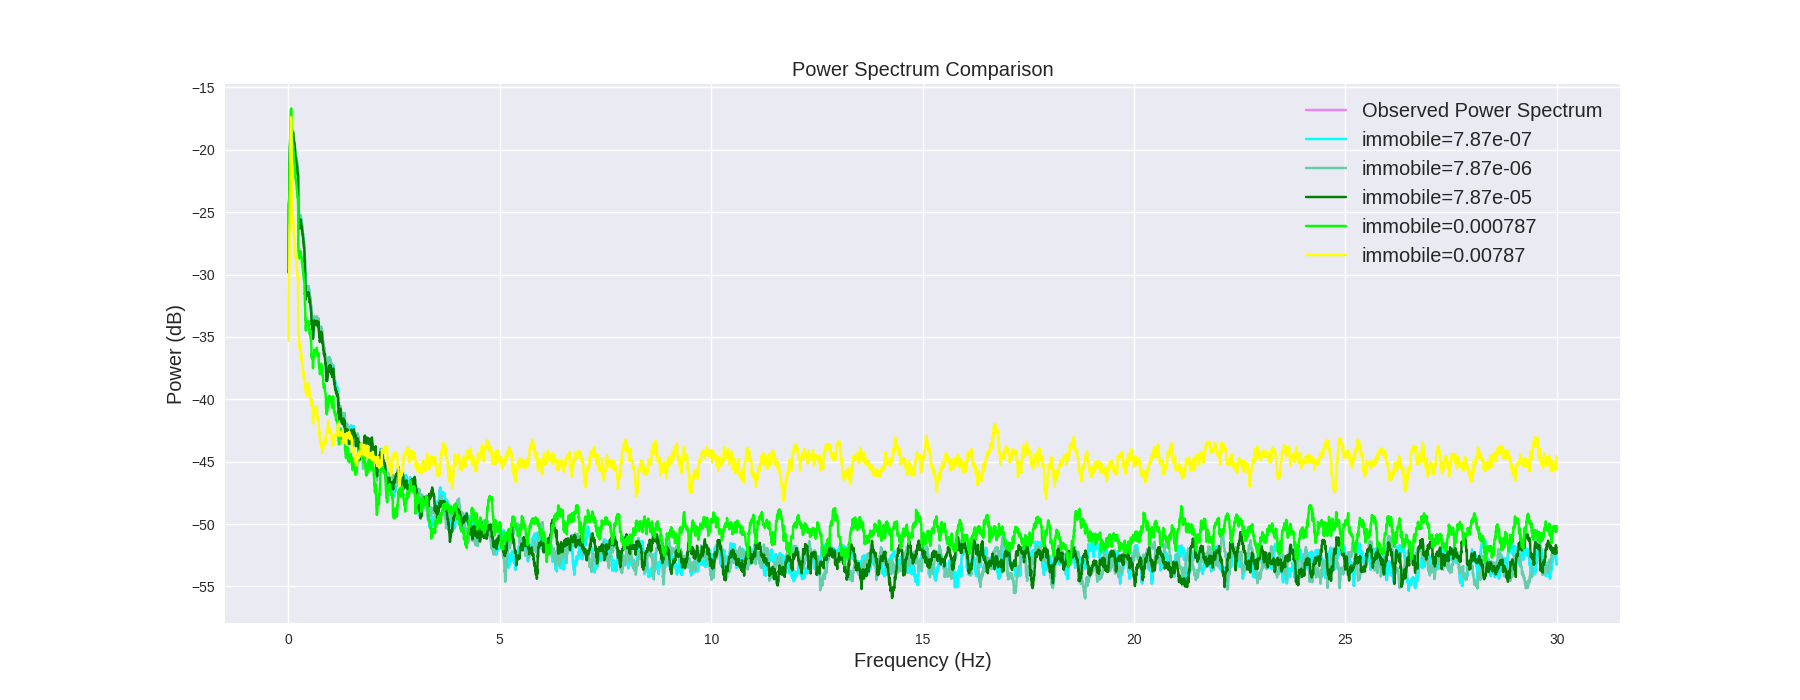 Power Spectrum Comparison
−15
−20
−25
−30
−35
−40
−45
−50
−55
Power (dB)
Observed Power Spectrum
immobile=7.87e-07
immobile=7.87e-06
immobile=7.87e-05
immobile=0.000787
immobile=0.00787
0 5 10 15 20 25 30
Frequency (Hz)